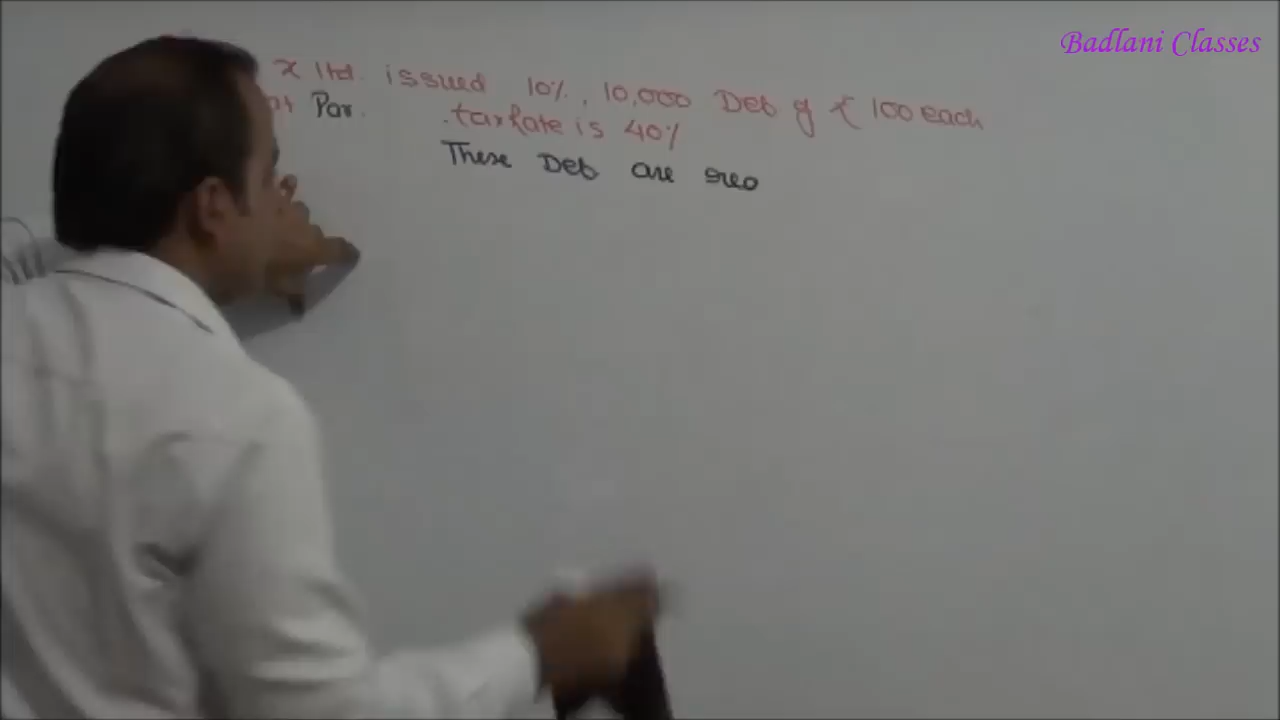 Badlani Classes
X Ltd. issued 10%, 10,000 Deb of ₹ 100 each
at Par. tax Rate is 40%
These Deb are